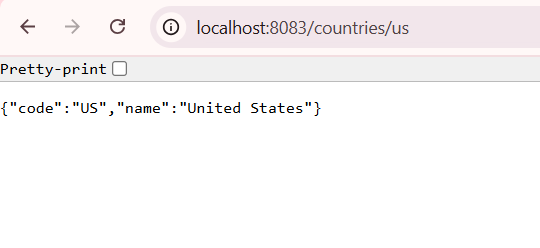 localhost:8083/countries/us
Pretty-print
{"code":"US","name":"United States"}